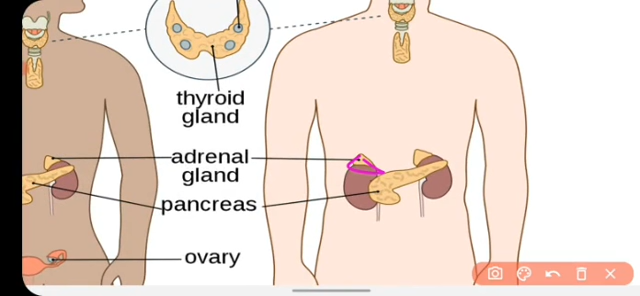 thyroid
gland
adrenal
gland
pancreas
ovary